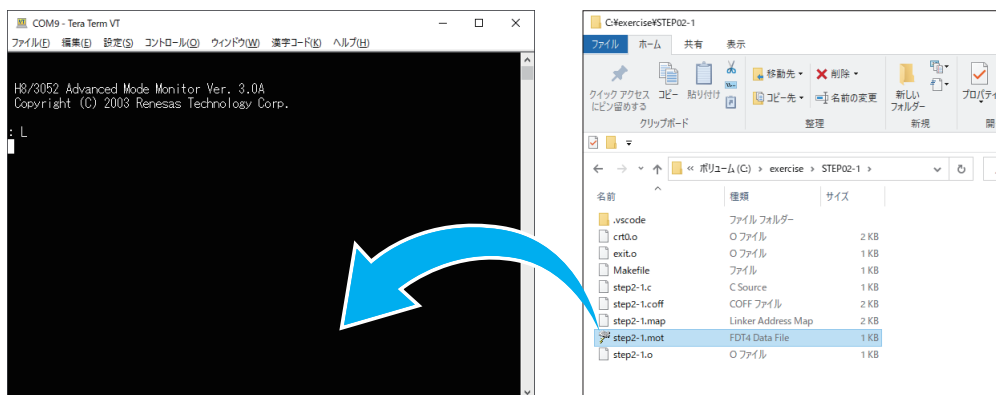 COM9 - Tera Term VT
ファイル(F) 編集(E) 設定(S) コントロール(O) ウィンドウ(W) 漢字コード(K) ヘルプ(H)
H8/3052 Advanced Mode Monitor Ver. 3.0A
Copyright (C) 2003 Renesas Technology Corp.
: L
C:¥exercise¥STEP02-1
ファイル ホーム 共有 表示
クイック アクセス
にピン留めする
コピー
貼り付け
移動先
コピー先
削除
名前の変更
新しい
フォルダー
プロパティ
クリップボード 整理 新規 開
« ボリューム (C:) › exercise › STEP02-1 ›
名前 種類 サイズ
.vscode ファイル フォルダー
crt0.o O ファイル 2 KB
exit.o O ファイル 1 KB
Makefile ファイル 1 KB
step2-1.c C Source 1 KB
step2-1.coff COFF ファイル 2 KB
step2-1.map Linker Address Map 2 KB
step2-1.mot FDT4 Data File 1 KB
step2-1.o O ファイル 1 KB